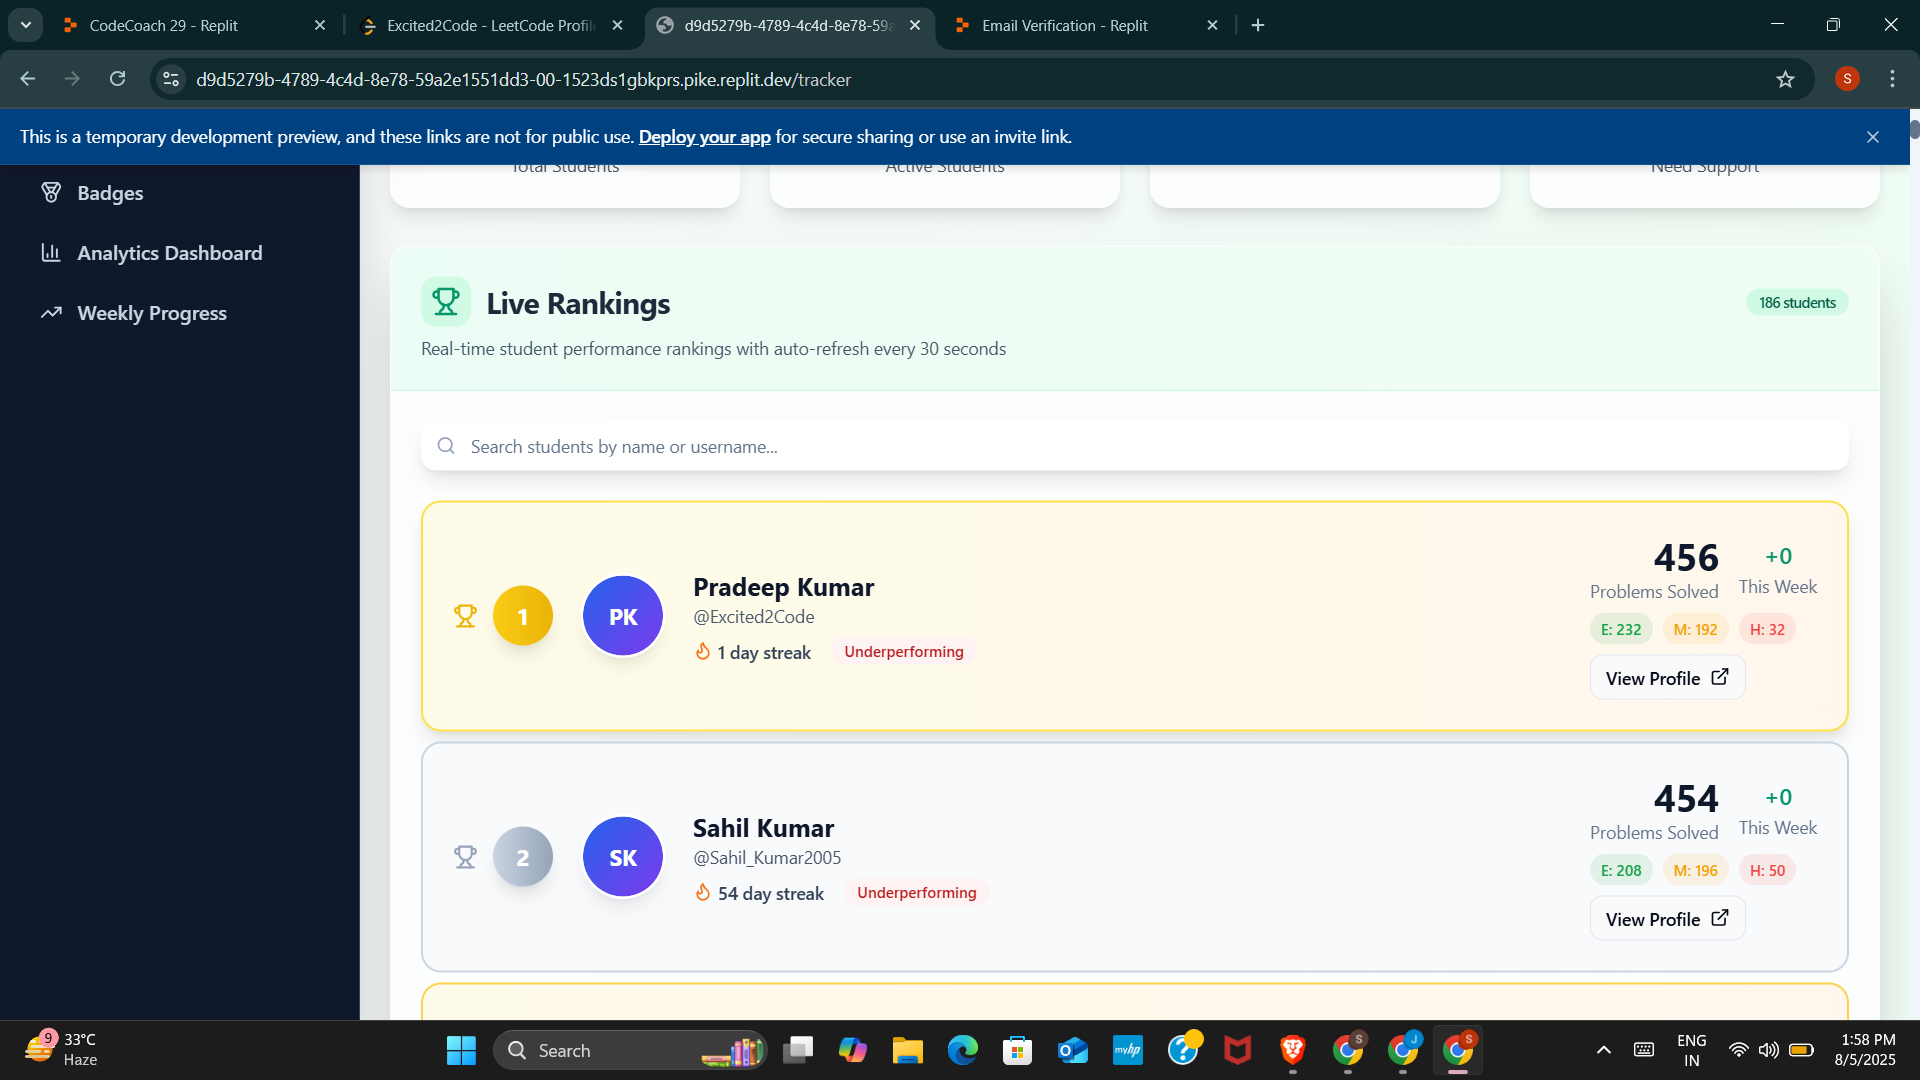 CodeCoach 29 - Replit
Excited2Code - LeetCode Profil
d9d5279b-4789-4c4d-8e78-59a
Email Verification - Replit
d9d5279b-4789-4c4d-8e78-59a2e1551dd3-00-1523ds1gbkprs.pike.replit.dev/tracker
S
This is a temporary development preview, and these links are not for public use. Deploy your app for secure sharing or use an invite link.
Total Students
Active Students
Need Support
Badges
Analytics Dashboard
Weekly Progress
Live Rankings
186 students
Real-time student performance rankings with auto-refresh every 30 seconds
Search students by name or username...
1
PK
Pradeep Kumar
@Excited2Code
1 day streak
Underperforming
456
Problems Solved
+0
This Week
E: 232
M: 192
H: 32
View Profile
2
SK
Sahil Kumar
@Sahil_Kumar2005
54 day streak
Underperforming
454
Problems Solved
+0
This Week
E: 208
M: 196
H: 50
View Profile
9
33°C
Haze
Search
myhp
S
J
S
ENG
IN
1:58 PM
8/5/2025